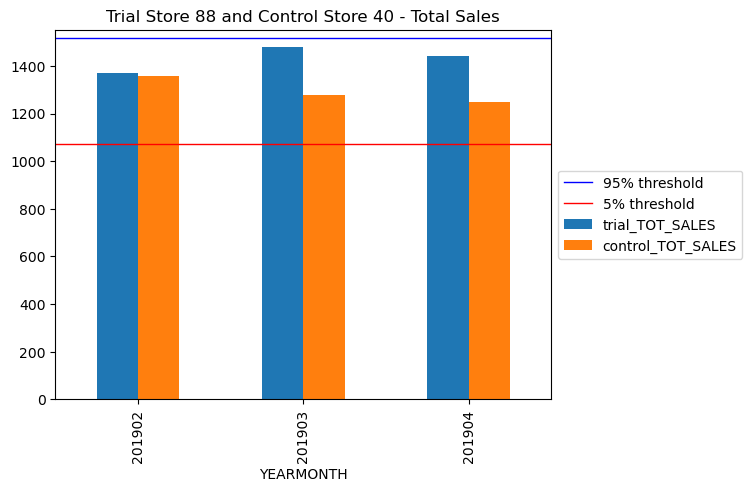 Trial Store 88 and Control Store 40 - Total Sales
1400
1200
1000
800
600
400
200
0
201902
201903
201904
YEARMONTH
95% threshold
5% threshold
trial_TOT_SALES
control_TOT_SALES